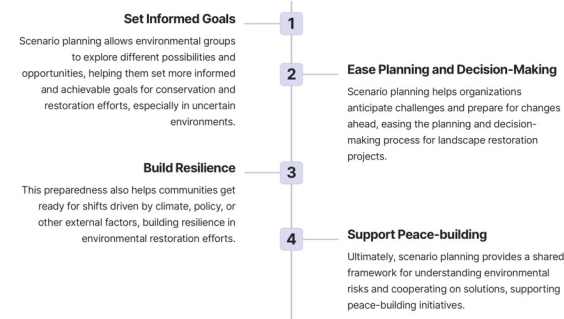 Set Informed Goals
1
Scenario planning allows environmental groups
to explore different possibilities and
opportunities, helping them set more informed
and achievable goals for conservation and
restoration efforts, especially in uncertain
environments.
2
Ease Planning and Decision-Making
Scenario planning helps organizations
anticipate challenges and prepare for changes
ahead, easing the planning and decision-
making process for landscape restoration
projects.
Build Resilience
3
This preparedness also helps communities get
ready for shifts driven by climate, policy, or
other external factors, building resilience in
environmental restoration efforts.
4
Support Peace-building
Ultimately, scenario planning provides a shared
framework for understanding environmental
risks and cooperating on solutions, supporting
peace-building initiatives.